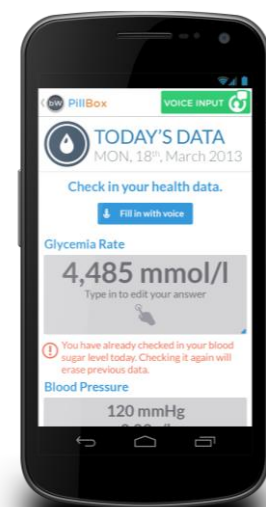 bW PillBox VOICE INPUT
TODAY'S DATA
MON, 18th, March 2013
Check in your health data.
Fill in with voice
Glycemia Rate
4,485 mmol/l
Type in to edit your answer
You have already checked in your blood
sugar level today. Checking it again will
erase previous data.
Blood Pressure
120 mmHg